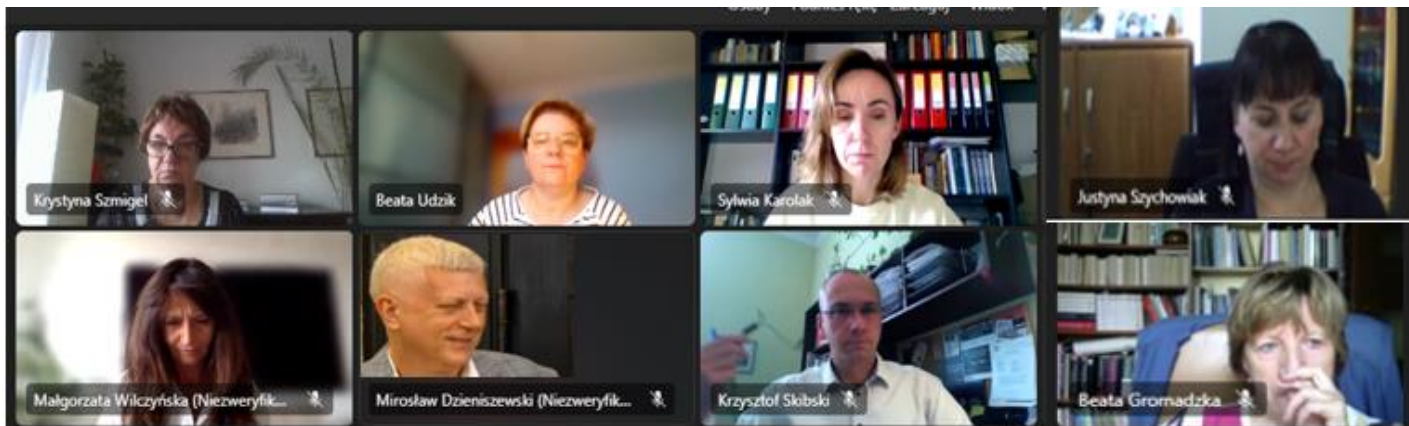 Krystyna Szmigel
Beata Udzik
Sylwia Karolak
Justyna Szychowiak
Małgorzata Wilczyńska (Niezweryfik...
Mirosław Dzieniszewski (Niezweryfik...
Krzysztof Skibski
Beata Gromadzka